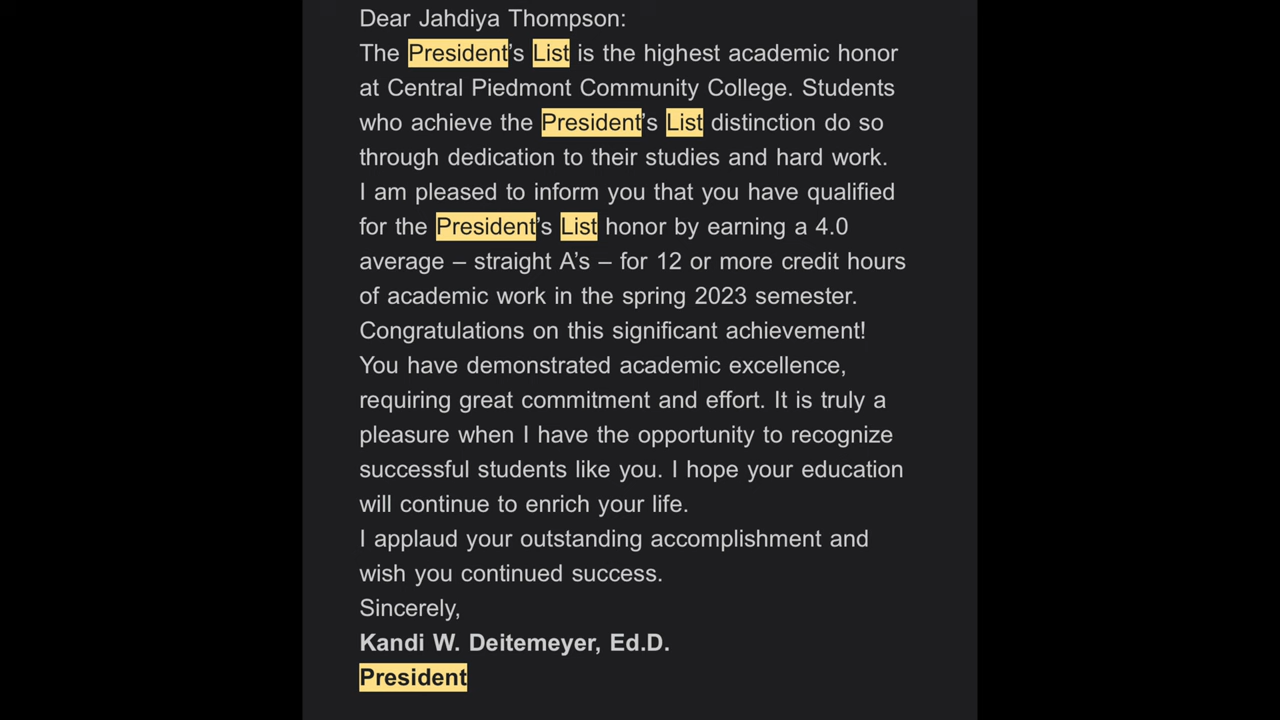 Dear Jahdiya Thompson:
The President’s List is the highest academic honor
at Central Piedmont Community College. Students
who achieve the President’s List distinction do so
through dedication to their studies and hard work.
I am pleased to inform you that you have qualified
for the President’s List honor by earning a 4.0
average – straight A’s – for 12 or more credit hours
of academic work in the spring 2023 semester.
Congratulations on this significant achievement!
You have demonstrated academic excellence,
requiring great commitment and effort. It is truly a
pleasure when I have the opportunity to recognize
successful students like you. I hope your education
will continue to enrich your life.
I applaud your outstanding accomplishment and
wish you continued success.
Sincerely,
Kandi W. Deitemeyer, Ed.D.
President